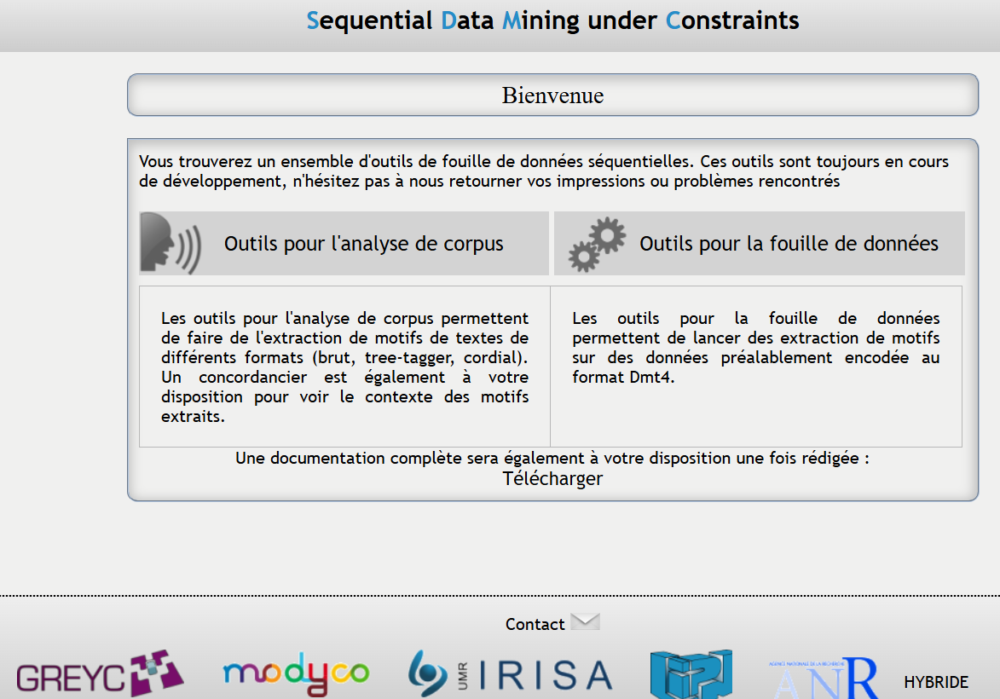 Sequential Data Mining under Constraints
Bienvenue
Vous trouverez un ensemble d'outils de fouille de données séquentielles. Ces outils sont toujours en cours
de développement, n'hésitez pas à nous retourner vos impressions ou problèmes rencontrés
Outils pour l'analyse de corpus
Outils pour la fouille de données
Les outils pour l'analyse de corpus permettent
de faire de l'extraction de motifs de textes de
différents formats (brut, tree-tagger, cordial).
Un concordancier est également à votre
disposition pour voir le contexte des motifs
extraits.
Les outils pour la fouille de données
permettent de lancer des extraction de motifs
sur des données préalablement encodée au
format Dmt4.
Une documentation complète sera également à votre disposition une fois rédigée :
Télécharger
Contact
GREYC
modyco
UMR
IRISA
AGENCE NATIONALE DE LA RECHERCHE
ANR
HYBRIDE